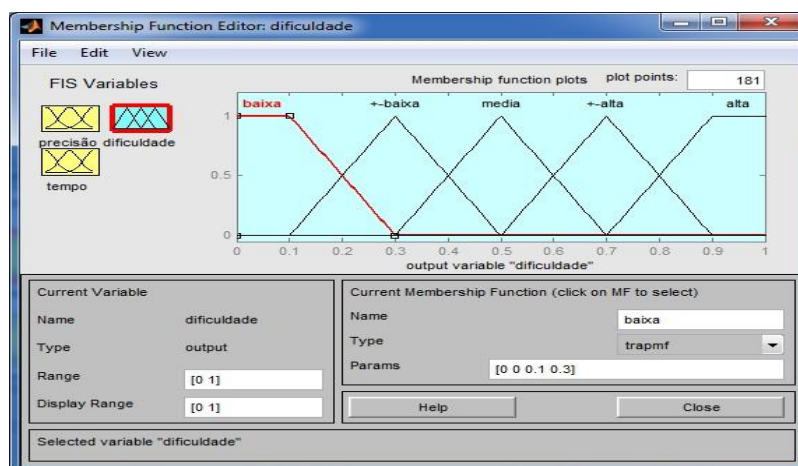 Membership Function Editor: dificuldade
File Edit View
FIS Variables
Membership function plots plot points: 181
precisão dificuldade
tempo
baixa +-baixa media +-alta alta
1
0.5
0
0 0.1 0.2 0.3 0.4 0.5 0.6 0.7 0.8 0.9 1
output variable "dificuldade"
Current Variable
Name dificuldade
Type output
Range [0 1]
Display Range [0 1]
Current Membership Function (click on MF to select)
Name baixa
Type trapmf
Params [0 0 0.1 0.3]
Help Close
Selected variable "dificuldade"